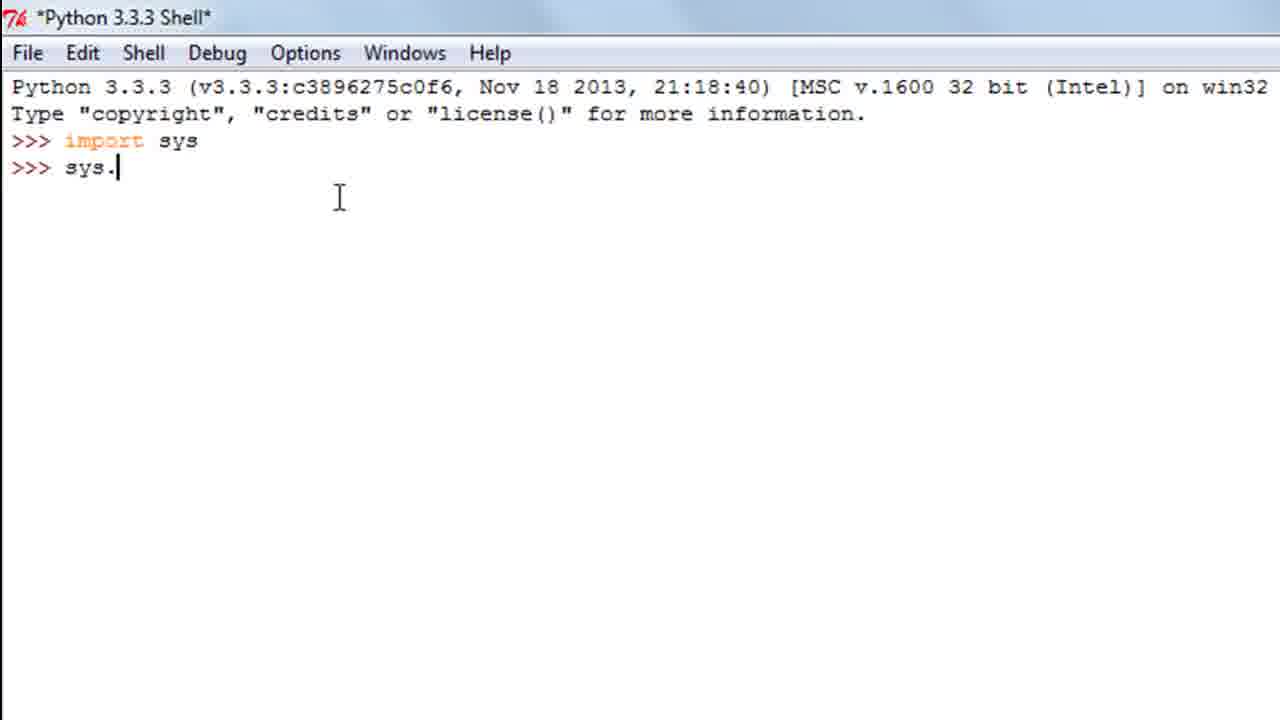 *Python 3.3.3 Shell*
File Edit Shell Debug Options Windows Help
Python 3.3.3 (v3.3.3:c3896275c0f6, Nov 18 2013, 21:18:40) [MSC v.1600 32 bit (Intel)] on win32
Type "copyright", "credits" or "license()" for more information.
>>> import sys
>>> sys.